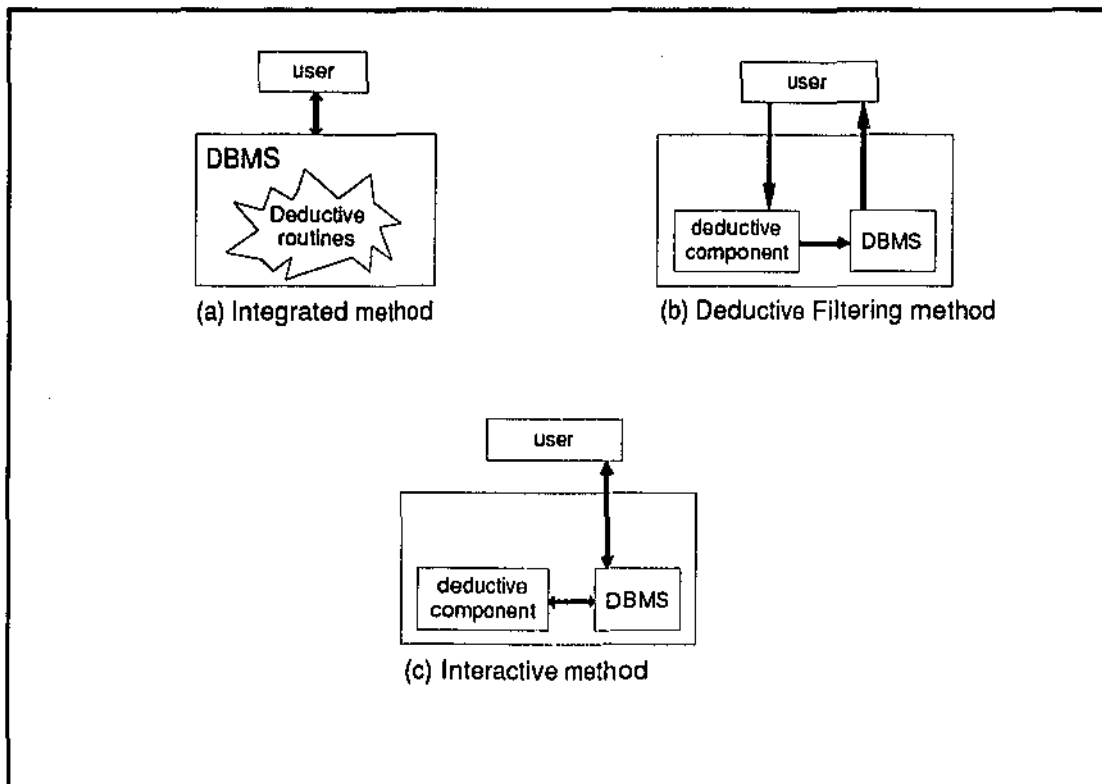 user
DBMS
Deductive
routines
(a) Integrated method
user
deductive
component
DBMS
(b) Deductive Filtering method
user
deductive
component
DBMS
(c) Interactive method